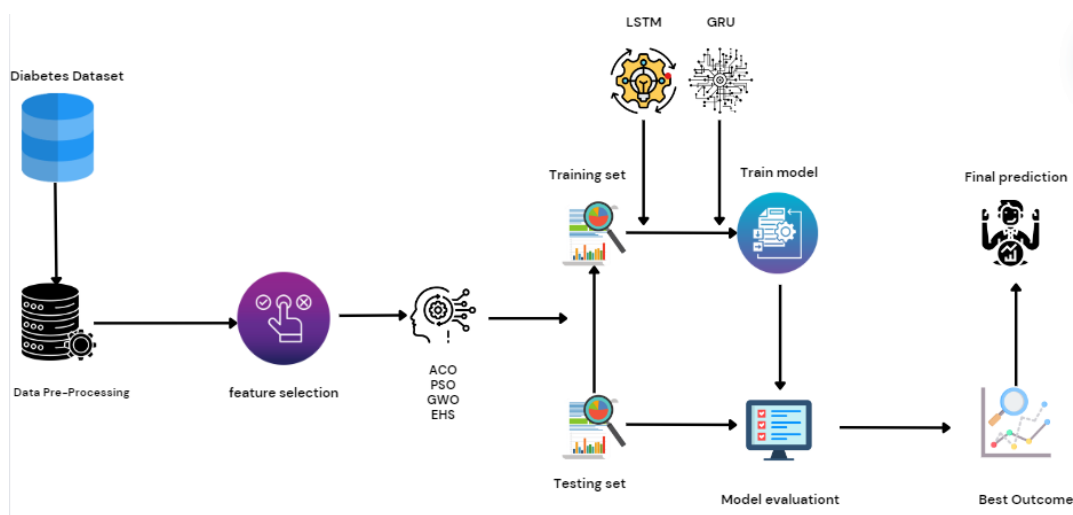 LSTM
GRU
Diabetes Dataset
Training set
Train model
Final prediction
Data Pre-Processing
feature selection
ACO
PSO
GWO
EHS
Testing set
Model evaluationt
Best Outcome